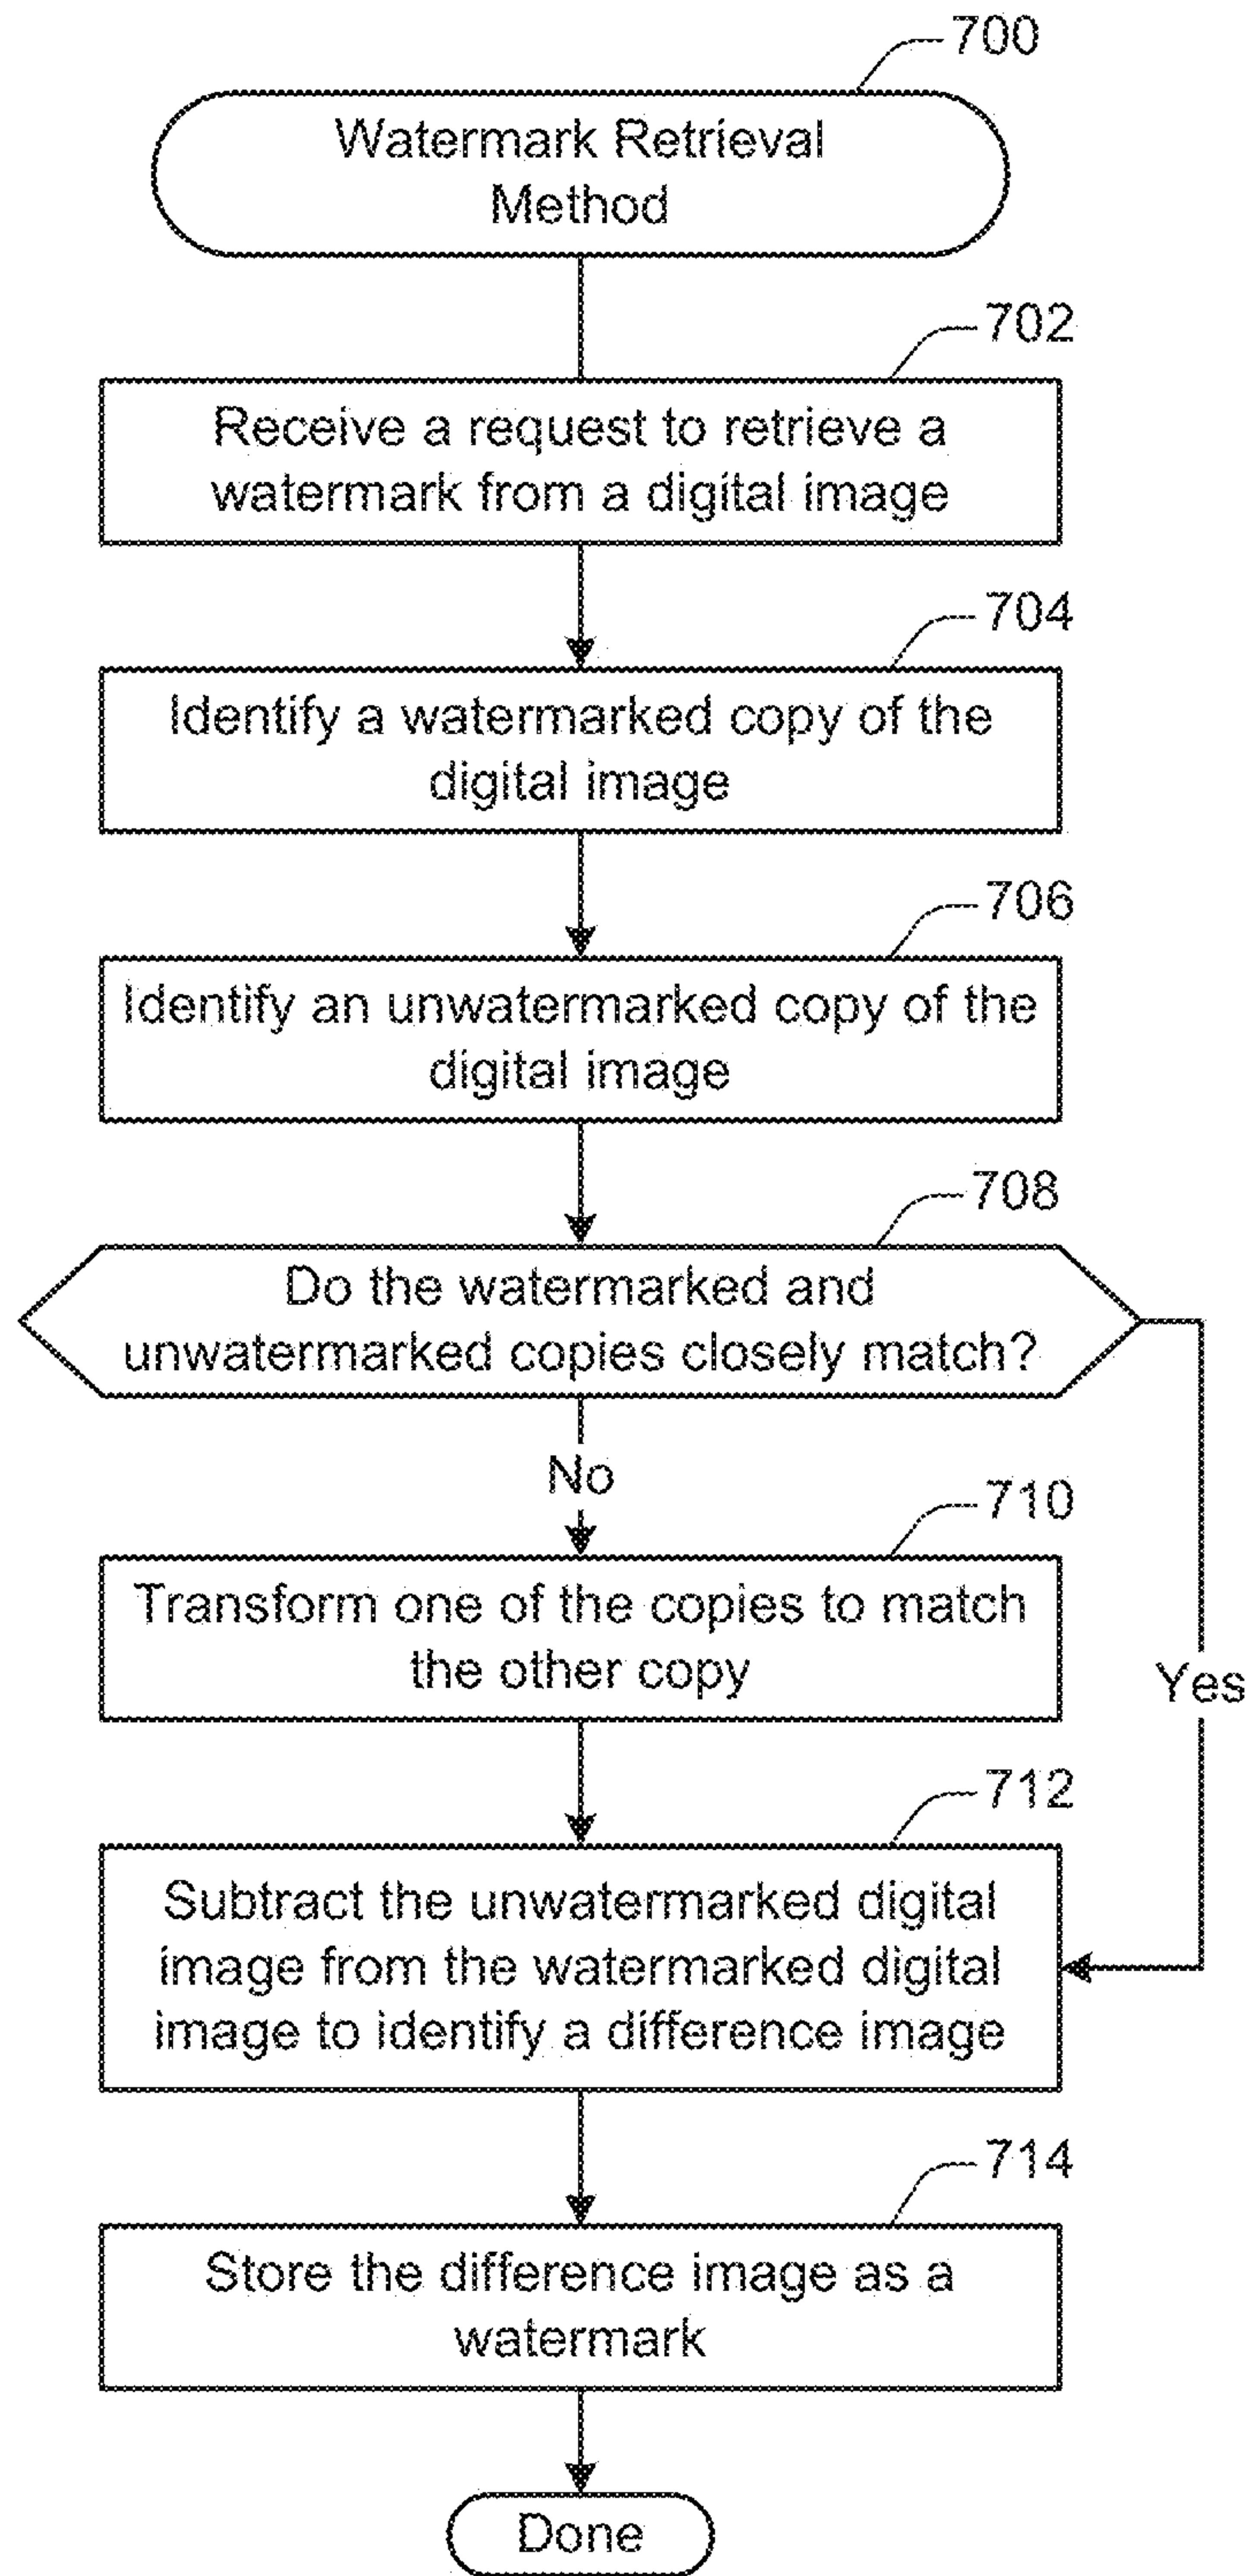 700
Watermark Retrieval
Method
702
Receive a request to retrieve a
watermark from a digital image
704
Identify a watermarked copy of the
digital image
706
Identify an unwatermarked copy of the
digital image
708
Do the watermarked and
unwatermarked copies closely match?
No
710
Transform one of the copies to match
the other copy
Yes
712
Subtract the unwatermarked digital
image from the watermarked digital
image to identify a difference image
714
Store the difference image as a
watermark
Done